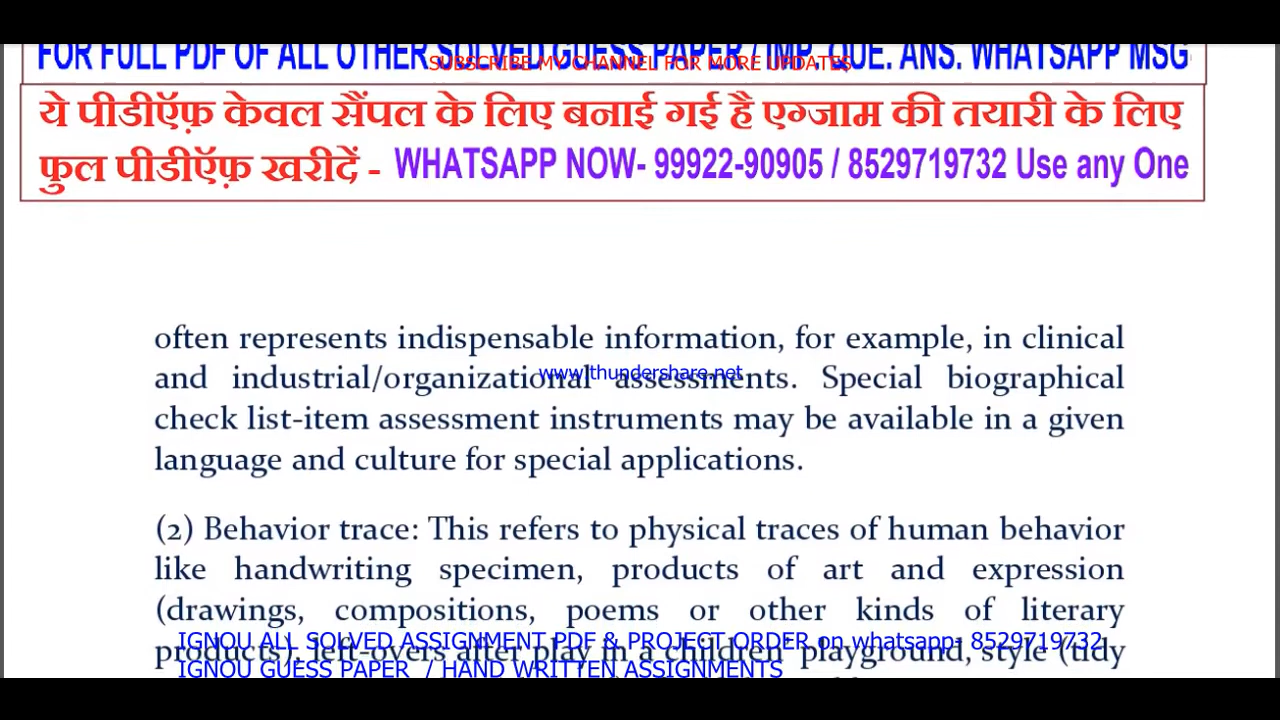 FOR FULL PDF OF ALL OTHER SOLVED GUESS PAPER / IMP. QUE. ANS. WHATSAPP MSG
SUBSCRIBE MY CHANNEL FOR MORE UPDATES
ये पीडीऍफ़ केवल सैंपल के लिए बनाई गई है एग्जाम की तयारी के लिए
फुल पीडीऍफ़ खरीदें - WHATSAPP NOW- 99922-90905 / 8529719732 Use any One
often represents indispensable information, for example, in clinical
and industrial/organizational assessments. Special biographical
www.thundershare.net
check list-item assessment instruments may be available in a given
language and culture for special applications.
(2) Behavior trace: This refers to physical traces of human behavior
like handwriting specimen, products of art and expression
(drawings, compositions, poems or other kinds of literary
IGNOU ALL SOLVED ASSIGNMENT PDF & PROJECT ORDER on whatsapp- 8529719732
products), left-overs after play in a children' playground, style (tidy
IGNOU GUESS PAPER / HAND WRITTEN ASSIGNMENTS